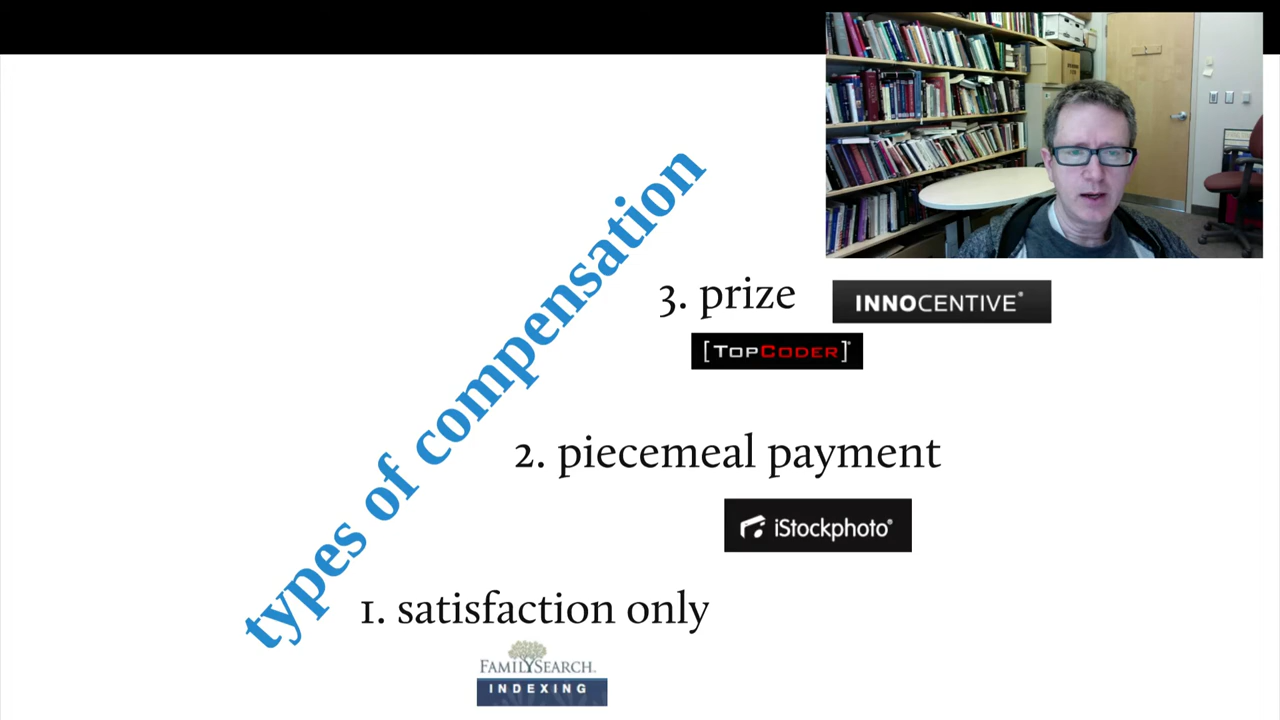 types of compensation
3. prize
INNOCENTIVE®
[TOPCODER]®
2. piecemeal payment
iStockphoto®
1. satisfaction only
FAMILYSEARCH
INDEXING